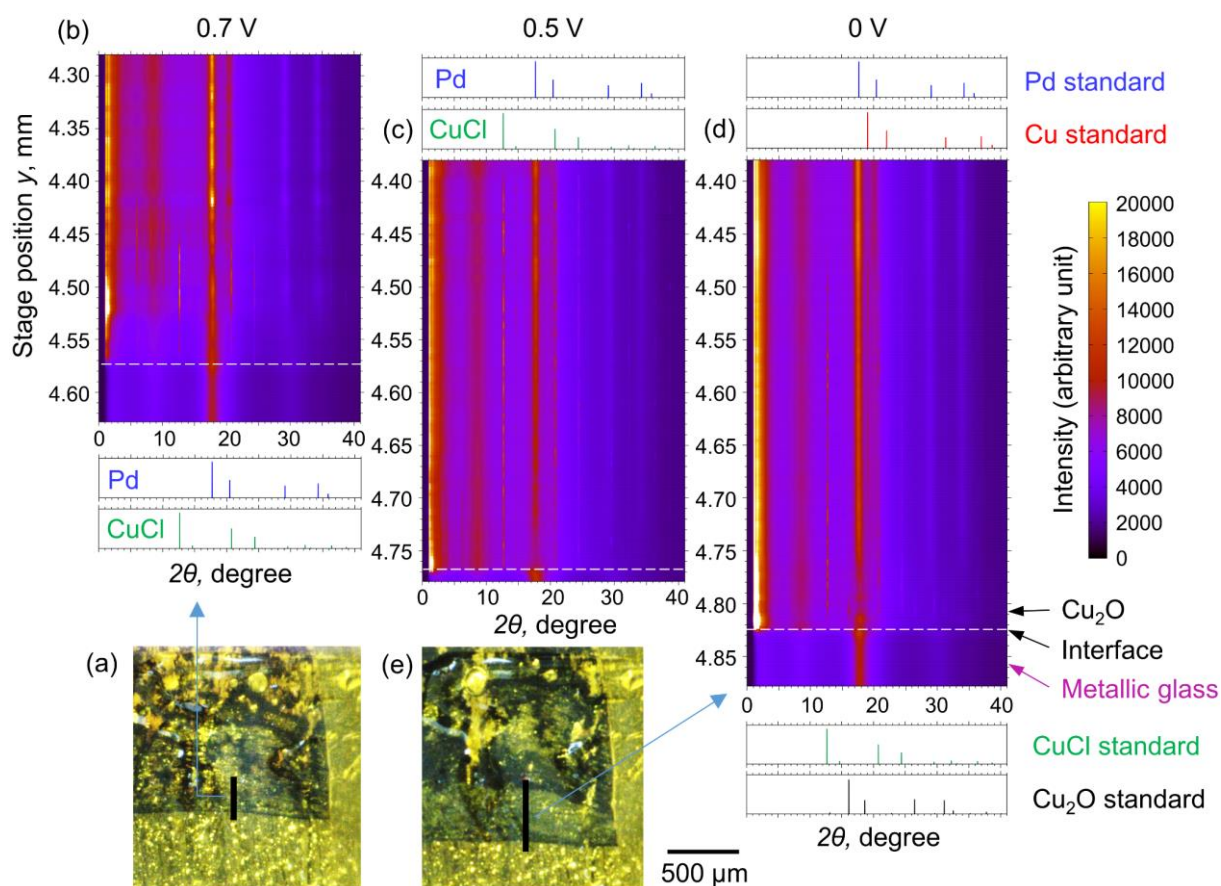 (b) 0.7 V 0.5 V 0 V
Pd Pd standard
(c) CuCl (d) Cu standard
Stage position y, mm
4.30
4.35
4.40
4.45
4.50
4.55
4.60
0 10 20 30 40
Pd
CuCl
2θ, degree
4.40
4.45
4.50
4.55
4.60
4.65
4.70
4.75
0 10 20 30 40
2θ, degree
4.40
4.45
4.50
4.55
4.60
4.65
4.70
4.75
4.80
4.85
0 10 20 30 40
Intensity (arbitrary unit)
20000
18000
16000
14000
12000
10000
8000
6000
4000
2000
0
Cu₂O
Interface
Metallic glass
CuCl standard
Cu₂O standard
2θ, degree
(a) (e)
500 µm